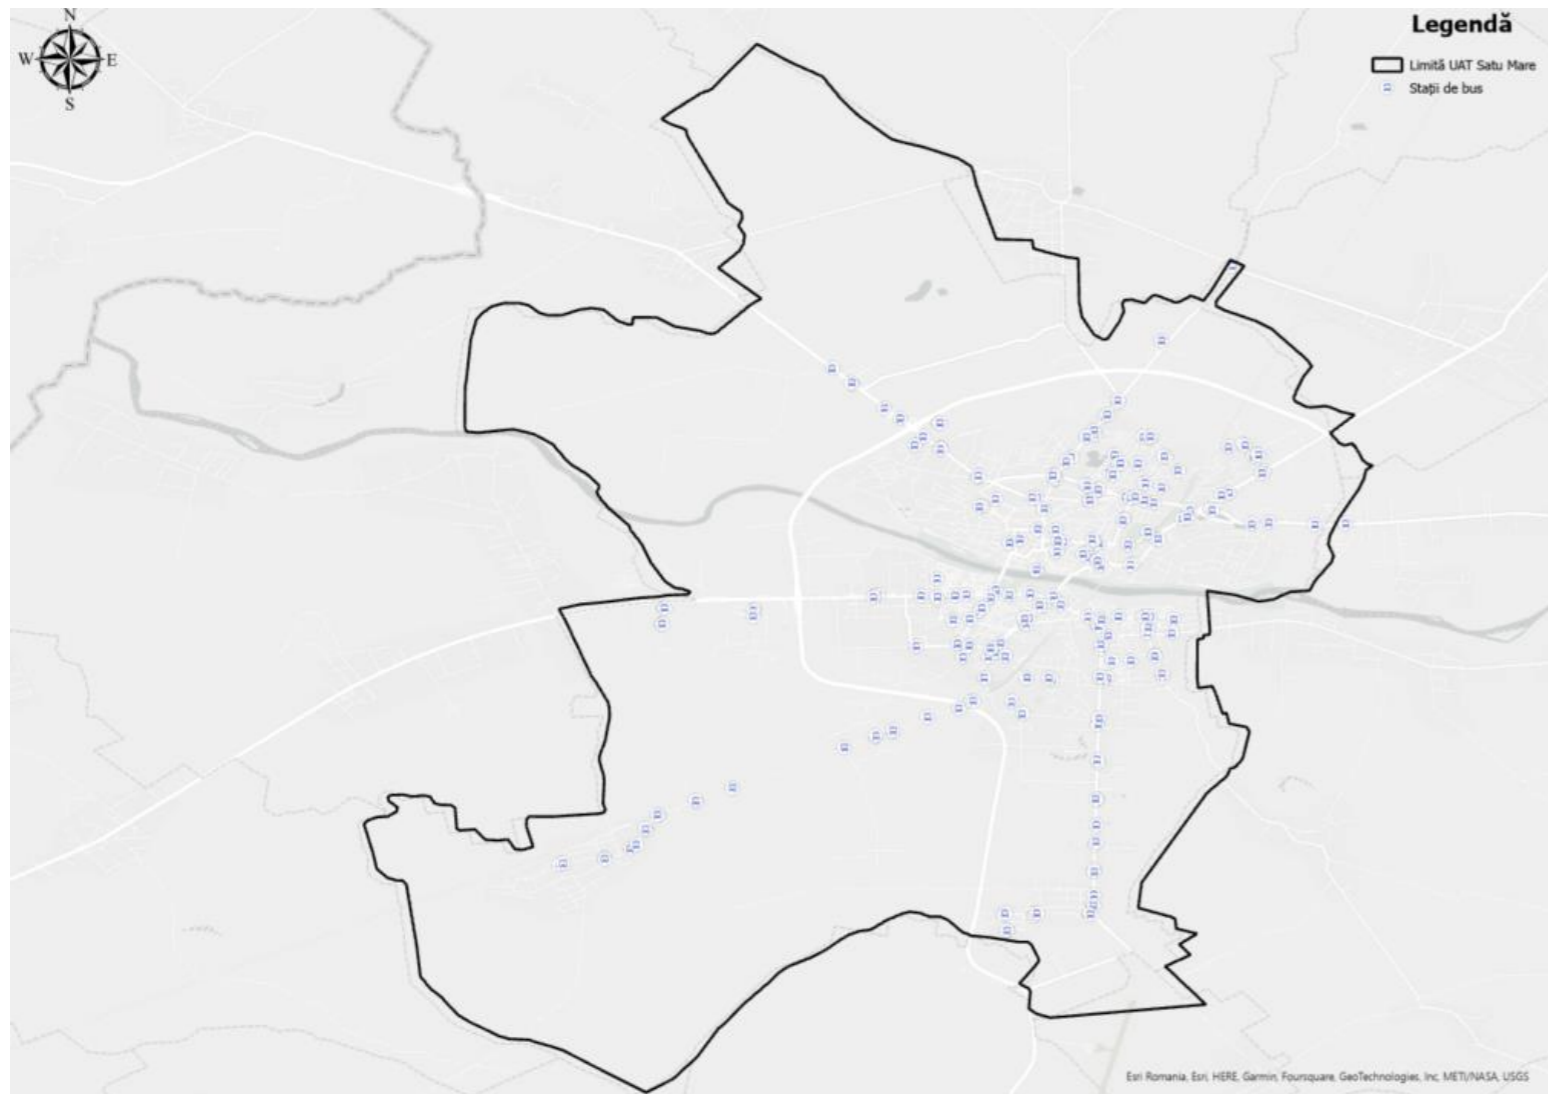 N
W E
S
Legendă
Limită UAT Satu Mare
Stații de bus
Esri Romania, Esri, HERE, Garmin, Foursquare, GeoTechnologies, Inc, METI/NASA, USGS